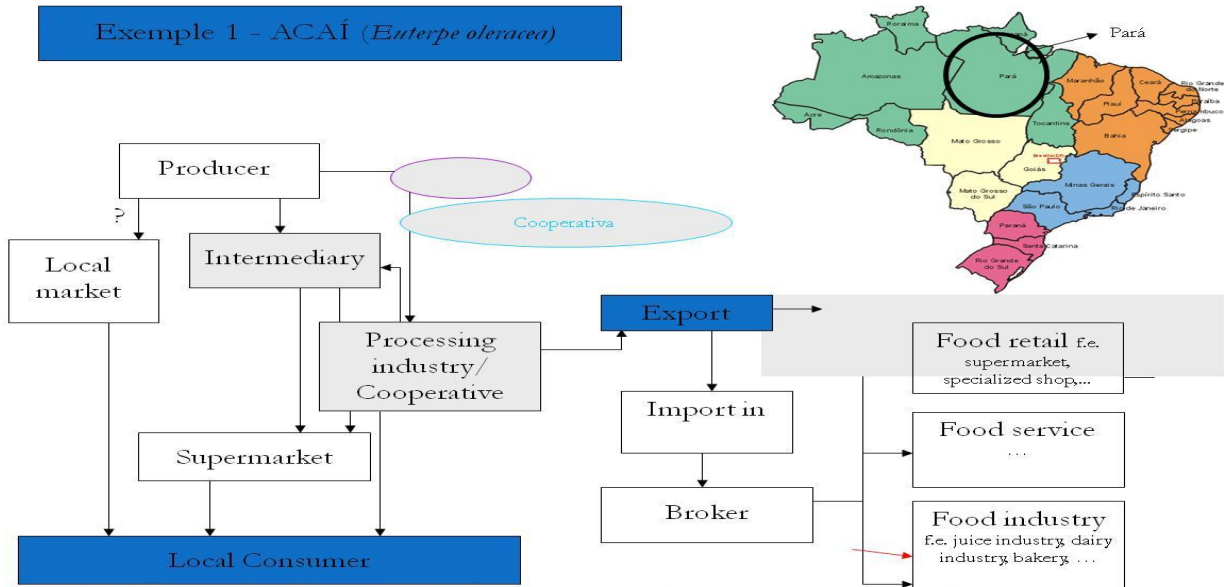 Exemple 1 - ACAÍ (Euterpe oleracea)
Pará
Roraima
Amazonas
Pará
Acre
Rondônia
Tocantins
Maranhão
Ceará
Rio Grande
do Norte
Paraíba
Piauí
Pernambuco
Alagoas
Sergipe
Bahia
Mato Grosso
Goiás
Mato Grosso
do Sul
Minas Gerais
Espírito Santo
São Paulo
Rio de Janeiro
Paraná
Santa Catarina
Rio Grande
do Sul
Producer
?
Cooperativa
Local
market
Intermediary
Processing
industry/
Cooperative
Supermarket
Local Consumer
Export
Import in
Broker
Food retail f.e.
supermarket,
specialized shop,...
Food service
...
Food industry
f.e. juice industry, dairy
industry, bakery, ...